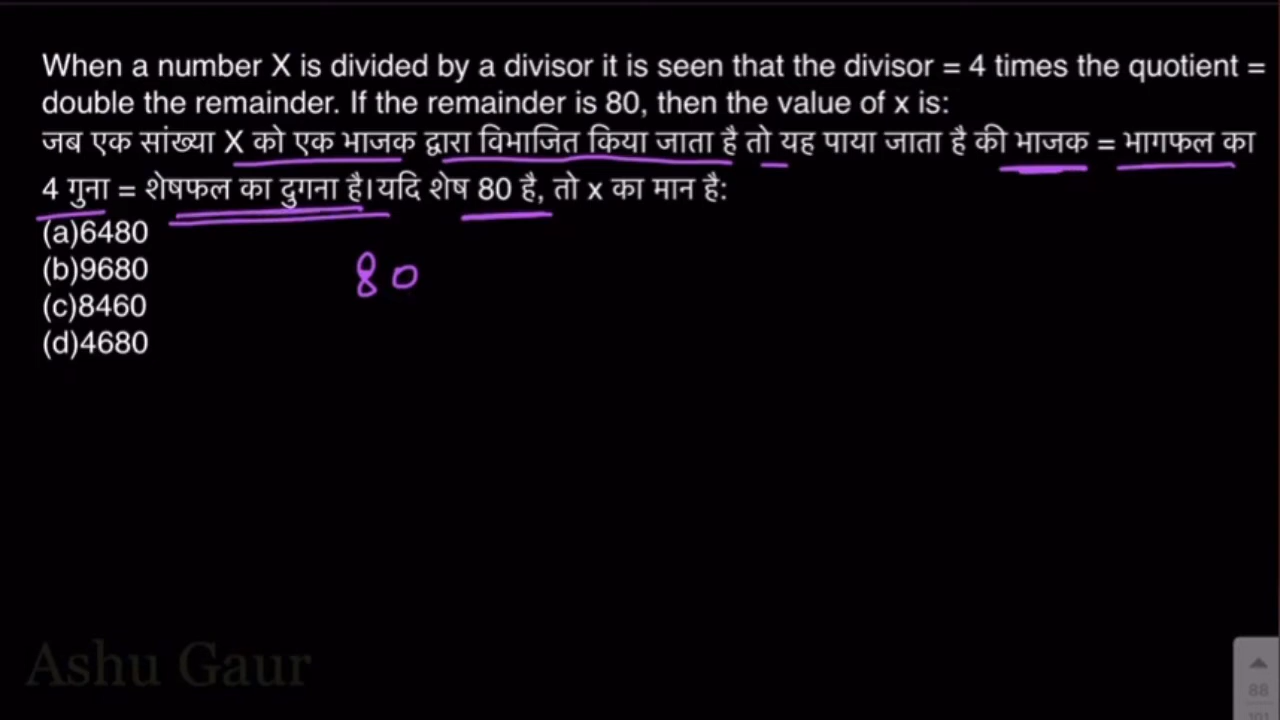 When a number X is divided by a divisor it is seen that the divisor = 4 times the quotient =
double the remainder. If the remainder is 80, then the value of x is:
जब एक सांख्या X को एक भाजक द्वारा विभाजित किया जाता है तो यह पाया जाता है की भाजक = भागफल का
4 गुना = शेषफल का दुगना है।यदि शेष 80 है, तो x का मान है:
(a)6480
(b)9680
80
(c)8460
(d)4680
Ashu Gaur
88
101